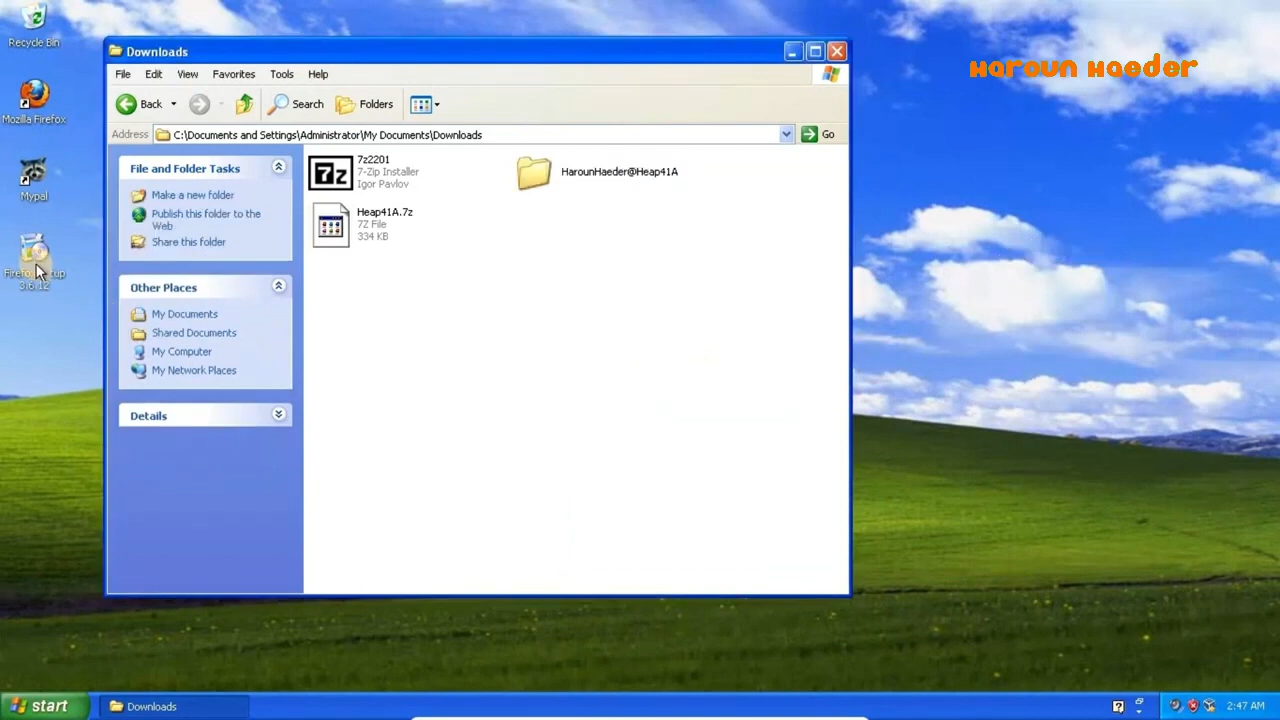 Recycle Bin
Mozilla Firefox
Mypal
3.6.12
Haroun Haeder
Downloads
File Edit View Favorites Tools Help
Back Search Folders
Address C:\Documents and Settings\Administrator\My Documents\Downloads Go
File and Folder Tasks
Make a new folder
Publish this folder to the
Web
Share this folder
Other Places
My Documents
Shared Documents
My Computer
My Network Places
Details
7z2201
7-Zip Installer
Igor Pavlov
HarounHaeder@Heap41A
Heap41A.7z
7Z File
334 KB
start
Downloads
2:47 AM